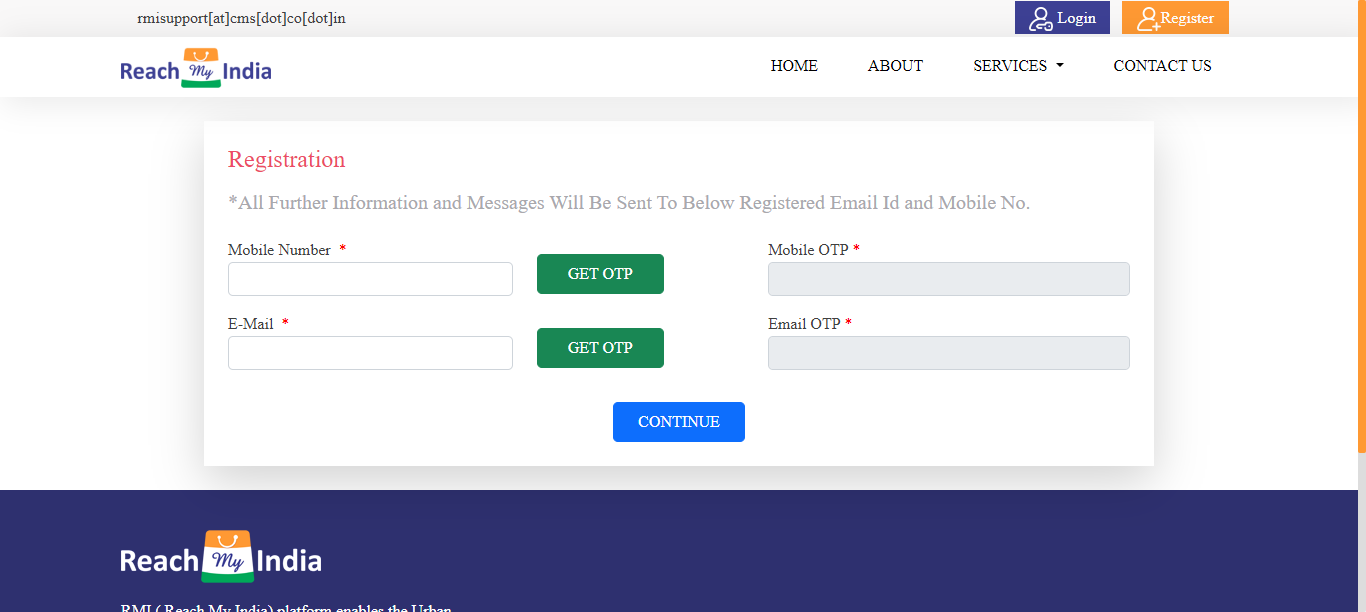 rmisupport[at]cms[dot]co[dot]in
Login
Register
Reach My India
HOME
ABOUT
SERVICES
CONTACT US
Registration
*All Further Information and Messages Will Be Sent To Below Registered Email Id and Mobile No.
Mobile Number *
GET OTP
Mobile OTP *
E-Mail *
GET OTP
Email OTP *
CONTINUE
Reach My India
RMI ( Reach My India) platform enables the Urban